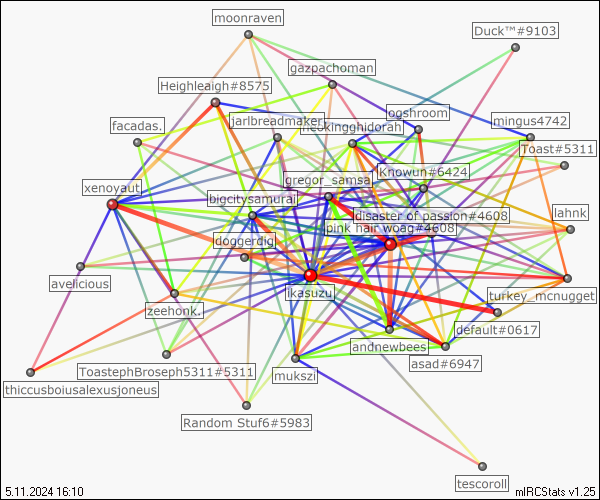 moonraven
Duck™#9103
gazpachoman
Heighleigh#8575
ogshroom
jarlbreadmaker
mingus4742
facadas.
neckingghidorah
Toast#5311
Knowun#6424
gregor_samsa
xenoyaut
bigcitysamurai
lahnk
disaster of passion#4608
pink hair woag#4608
doggerdig
avelicious
ikasuzu
turkey_mcnugget
zeehonk.
default#0617
andnewbees
asad#6947
ToastephBroseph5311#5311
mukszi
thiccusboiusalexusjoneus
Random Stuf6#5983
tescoroll
5.11.2024 16:10
mIRCStats v1.25